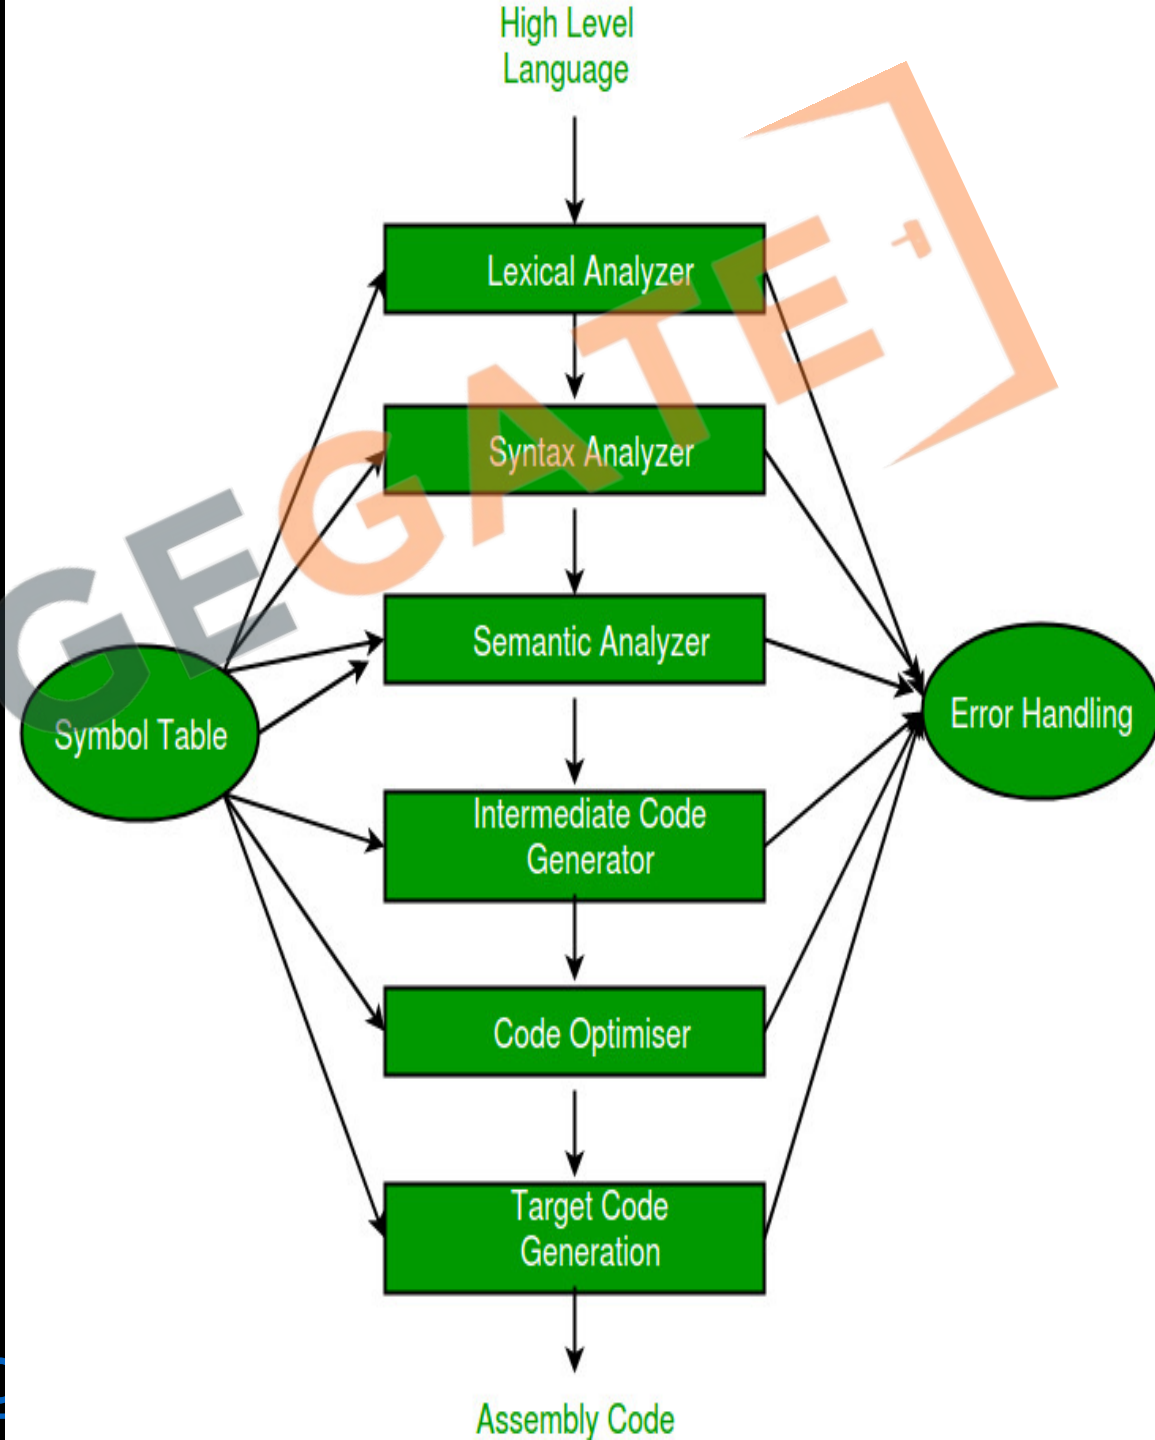 High Level
Language
Lexical Analyzer
Syntax Analyzer
Semantic Analyzer
Symbol Table
Error Handling
Intermediate Code
Generator
Code Optimiser
Target Code
Generation
Assembly Code
GEGATE